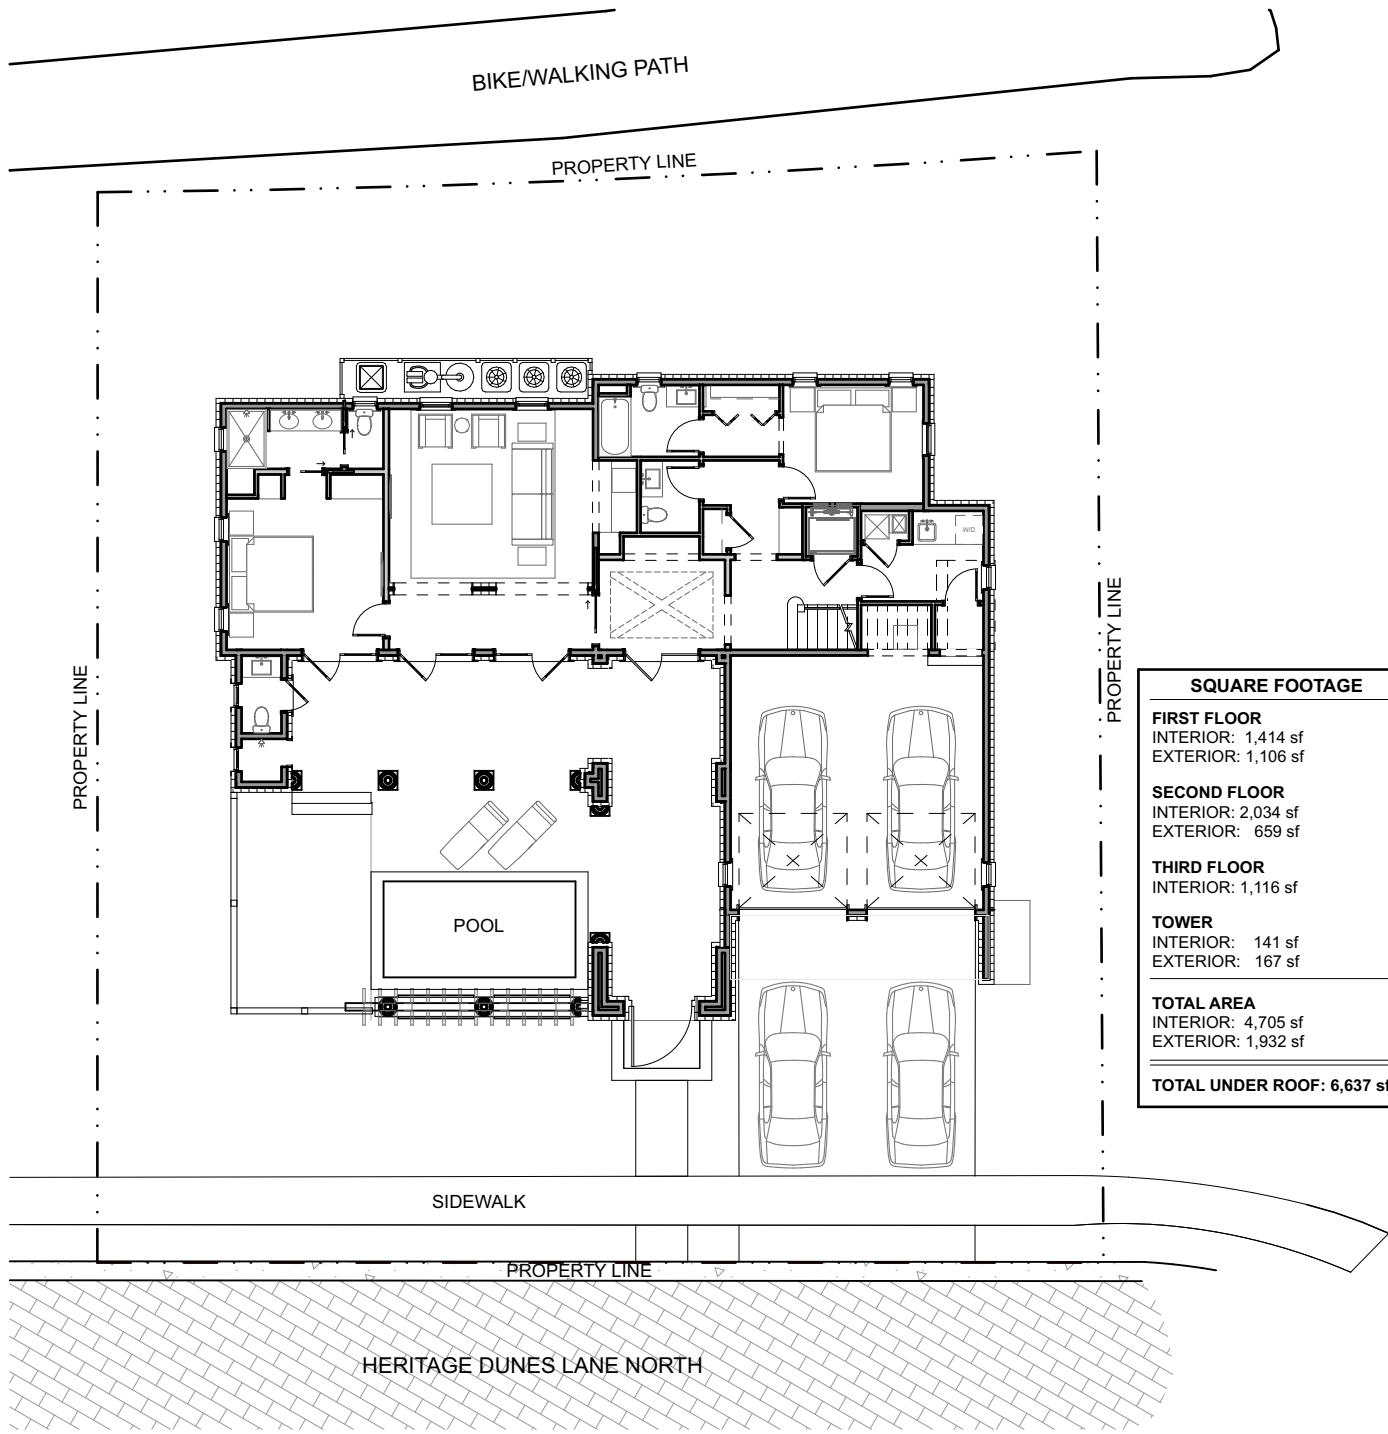 BIKE/WALKING PATH
PROPERTY LINE
PROPERTY LINE
PROPERTY LINE
W/D
POOL
SQUARE FOOTAGE
FIRST FLOOR
INTERIOR: 1,414 sf
EXTERIOR: 1,106 sf
SECOND FLOOR
INTERIOR: 2,034 sf
EXTERIOR: 659 sf
THIRD FLOOR
INTERIOR: 1,116 sf
TOWER
INTERIOR: 141 sf
EXTERIOR: 167 sf
TOTAL AREA
INTERIOR: 4,705 sf
EXTERIOR: 1,932 sf
TOTAL UNDER ROOF: 6,637 sf
SIDEWALK
PROPERTY LINE
HERITAGE DUNES LANE NORTH